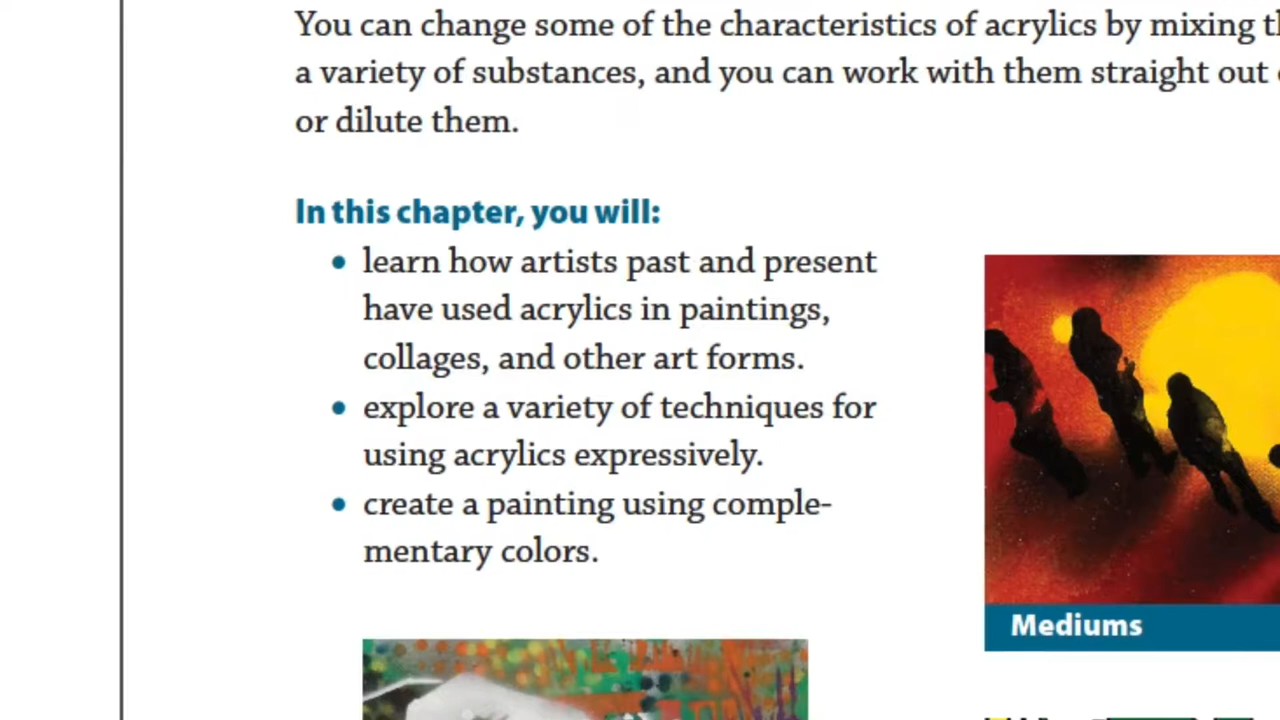 You can change some of the characteristics of acrylics by mixing
a variety of substances, and you can work with them straight out
or dilute them.
In this chapter, you will:
• learn how artists past and present
have used acrylics in paintings,
collages, and other art forms.
• explore a variety of techniques for
using acrylics expressively.
• create a painting using comple-
mentary colors.
Mediums